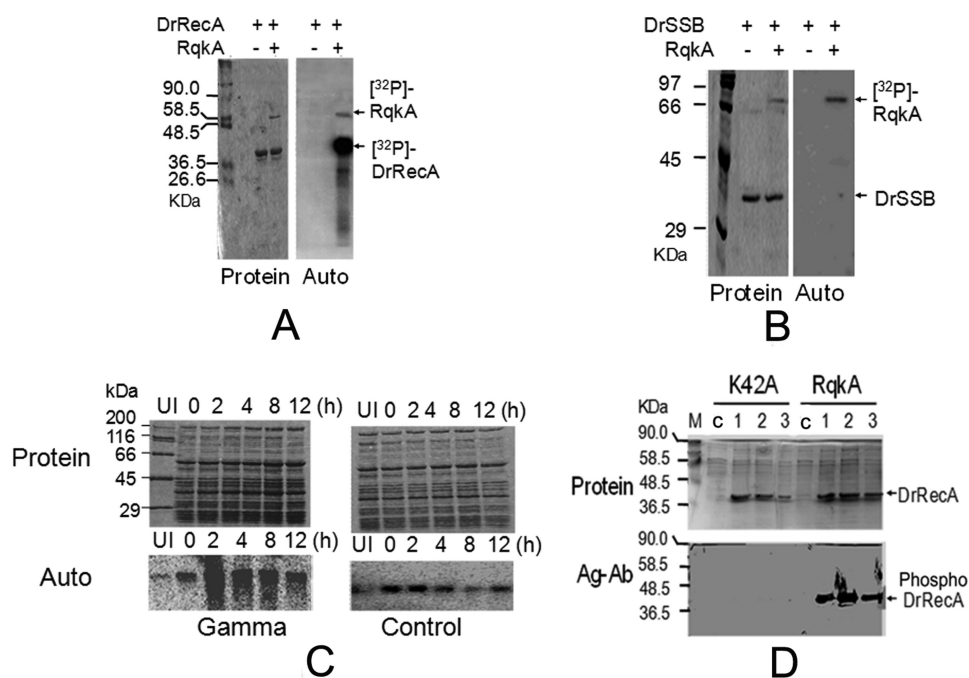 DrRecA + + + +
RqkA - + - +
90.0
58.5
48.5
36.5
26.6
KDa
[32P]-
RqkA
[32P]-
DrRecA
Protein Auto
A
DrSSB + + + +
RqkA - + - +
97
66
45
29
KDa
[32P]-
RqkA
DrSSB
Protein Auto
B
kDa
UI 0 2 4 8 12 (h)
200
116
66
45
29
Protein
UI 0 2 4 8 12 (h)
UI 0 2 4 8 12 (h)
UI 0 2 4 8 12 (h)
Auto
Gamma
Control
C
K42A RqkA
KDa M c 1 2 3 c 1 2 3
90.0
58.5
48.5
36.5
Protein
DrRecA
90.0
58.5
48.5
36.5
Ag-Ab
Phospho
DrRecA
D